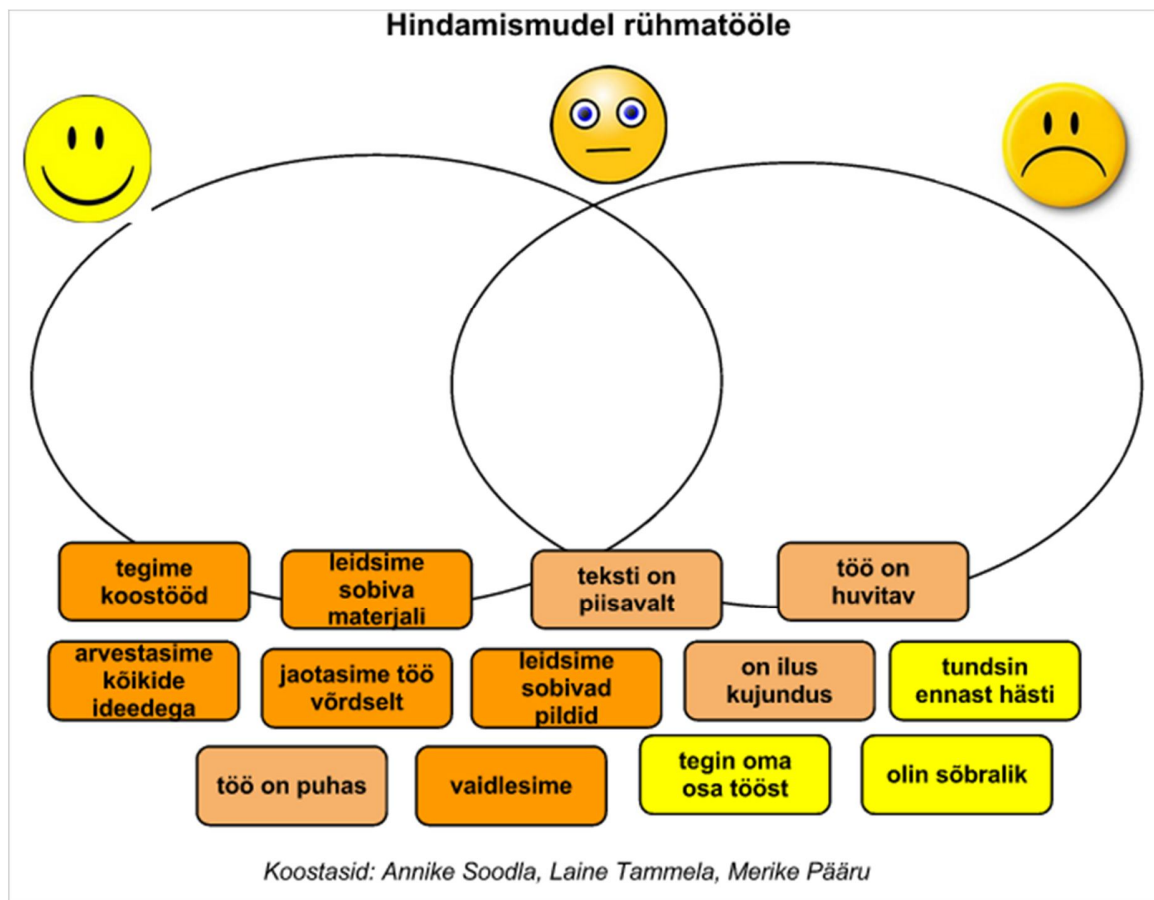 Hindamismudel rühmatööle
tegime
koostööd
leidsime
sobiva
materjali
teksti on
piisavalt
töö on
huvitav
arvestasime
kõikide
ideedega
jaotasime töö
võrdselt
leidsime
sobivad
pildid
on ilus
kujundus
tundsin
ennast hästi
töö on puhas
vaidlesime
tegin oma
osa tööst
olin sõbralik
Koostasid: Annike Soodla, Laine Tammela, Merike Pääru